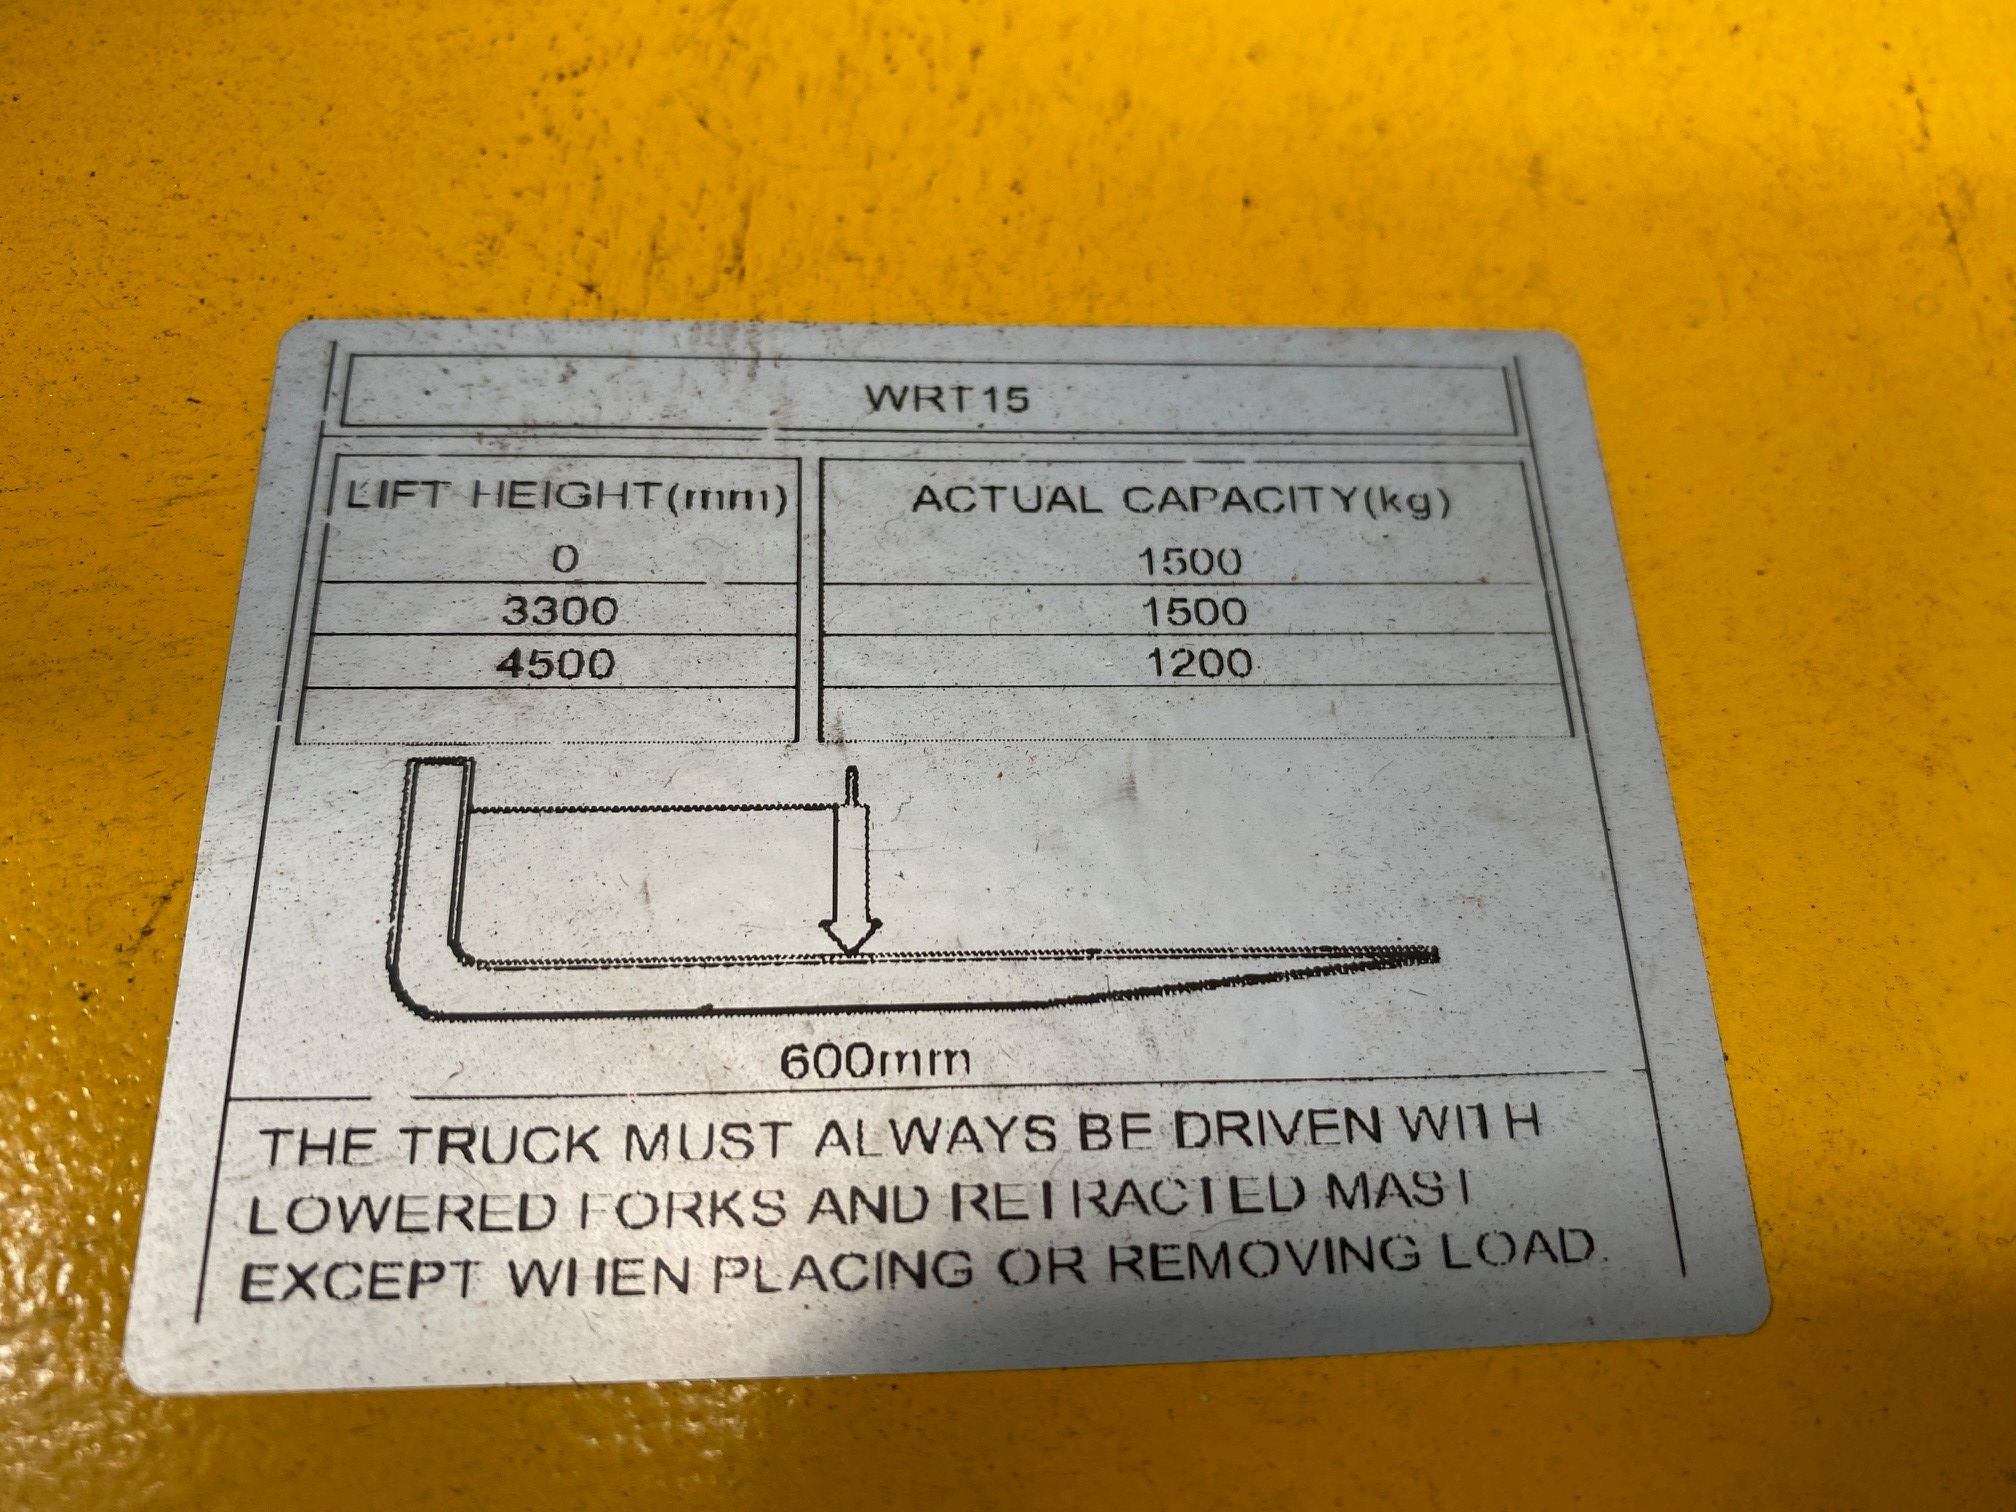 WRT15
LIFT HEIGHT(mm) ACTUAL CAPACITY(kg)
0 1500
3300 1500
4500 1200
600mm
THE TRUCK MUST ALWAYS BE DRIVEN WITH
LOWERED FORKS AND RETRACTED MAST
EXCEPT WHEN PLACING OR REMOVING LOAD.